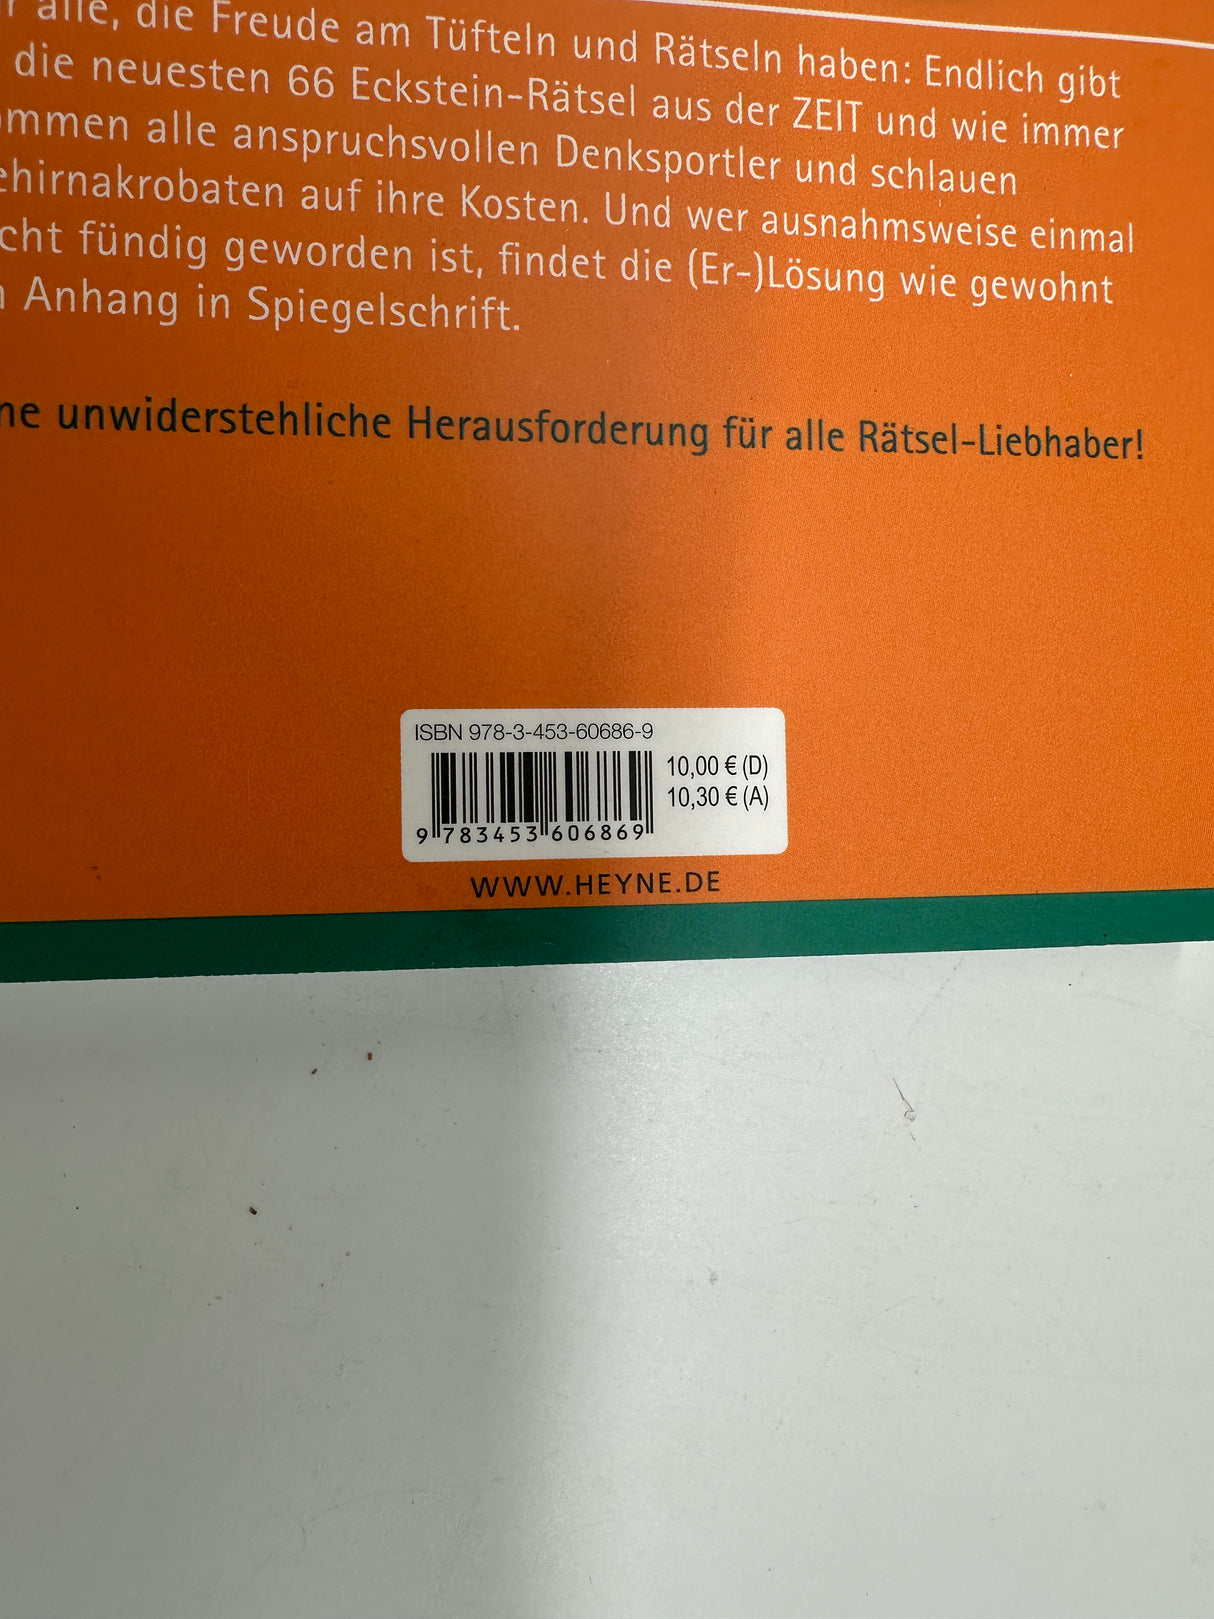 alle, die Freude am Tüfteln und Rätseln haben: Endlich gibt
die neuesten 66 Eckstein-Rätsel aus der ZEIT und wie immer
mmen alle anspruchsvollen Denksportler und schlauen
ehirnakrobaten auf ihre Kosten. Und wer ausnahmsweise einmal
cht fündig geworden ist, findet die (Er-)Lösung wie gewohnt
Anhang in Spiegelschrift.
ne unwiderstehliche Herausforderung für alle Rätsel-Liebhaber!
ISBN 978-3-453-60686-9
10,00 € (D)
10,30 € (A)
9 783453 606869
WWW.HEYNE.DE